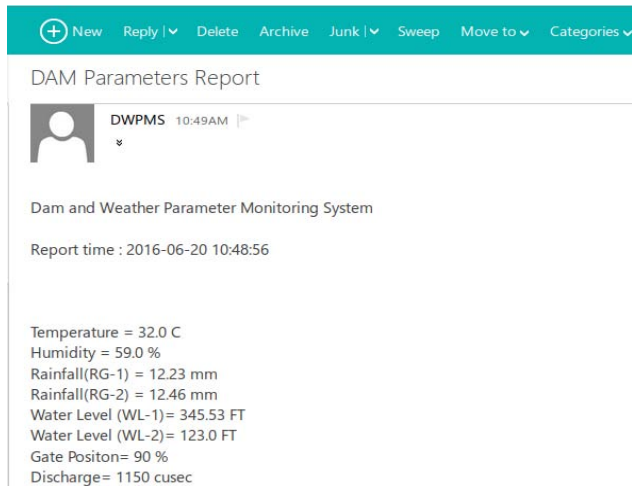 New Reply | Delete Archive Junk | Sweep Move to Categories
DAM Parameters Report
DWPMS 10:49AM
Dam and Weather Parameter Monitoring System
Report time : 2016-06-20 10:48:56
Temperature = 32.0 C
Humidity = 59.0 %
Rainfall(RG-1) = 12.23 mm
Rainfall(RG-2) = 12.46 mm
Water Level (WL-1)= 345.53 FT
Water Level (WL-2)= 123.0 FT
Gate Positon= 90 %
Discharge= 1150 cusec